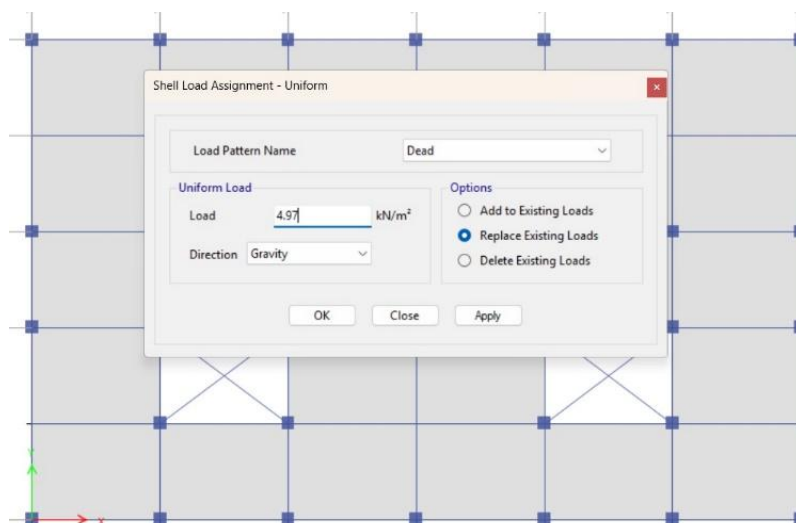 Shell Load Assignment - Uniform
Load Pattern Name Dead
Uniform Load
Load 4.97 kN/m²
Direction Gravity
Options
Add to Existing Loads
Replace Existing Loads
Delete Existing Loads
OK Close Apply
Y
X